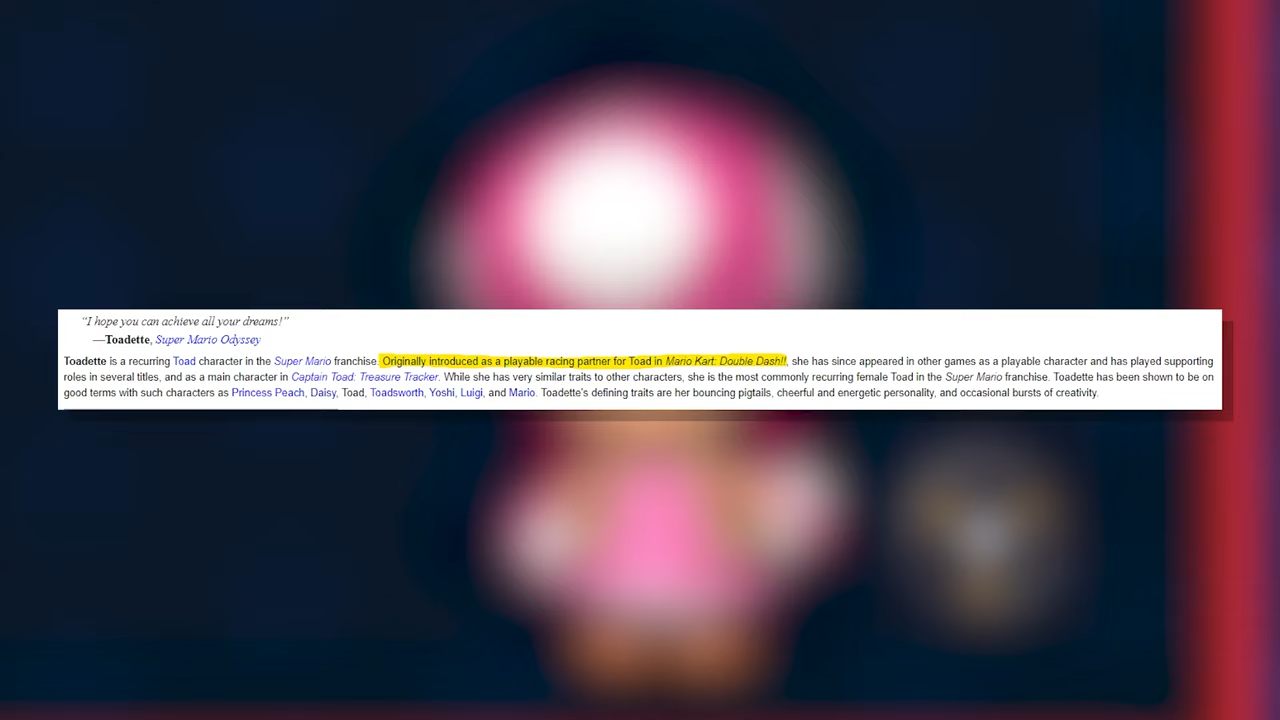 “I hope you can achieve all your dreams!”
—Toadette, Super Mario Odyssey
Toadette is a recurring Toad character in the Super Mario franchise. Originally introduced as a playable racing partner for Toad in Mario Kart: Double Dash!!, she has since appeared in other games as a playable character and has played supporting
roles in several titles, and as a main character in Captain Toad: Treasure Tracker. While she has very similar traits to other characters, she is the most commonly recurring female Toad in the Super Mario franchise. Toadette has been shown to be on
good terms with such characters as Princess Peach, Daisy, Toad, Toadsworth, Yoshi, Luigi, and Mario. Toadette's defining traits are her bouncing pigtails, cheerful and energetic personality, and occasional bursts of creativity.